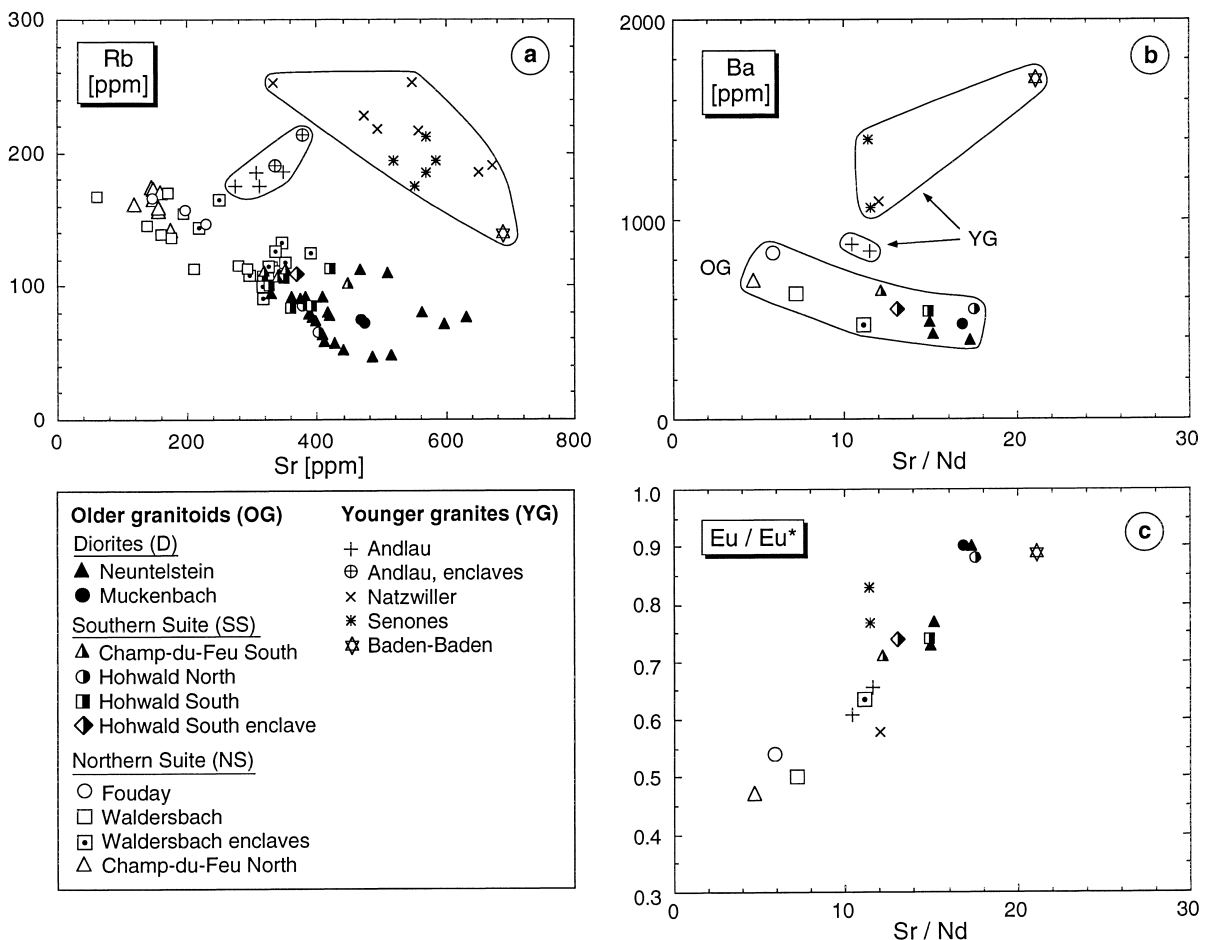 300
200
100
0
Rb
[ppm]
a
0
200
400
600
800
Sr [ppm]
2000
1000
0
Ba
[ppm]
b
YG
OG
0
10
20
30
Sr / Nd
Older granitoids (OG)
Diorites (D)
Neuntelstein
Muckenbach
Southern Suite (SS)
Champ-du-Feu South
Hohwald North
Hohwald South
Hohwald South enclave
Northern Suite (NS)
Fouday
Waldersbach
Waldersbach enclaves
Champ-du-Feu North
Younger granites (YG)
Andlau
Andlau, enclaves
Natzwiller
Senones
Baden-Baden
1.0
0.9
0.8
0.7
0.6
0.5
0.4
0.3
Eu / Eu*
c
0
10
20
30
Sr / Nd